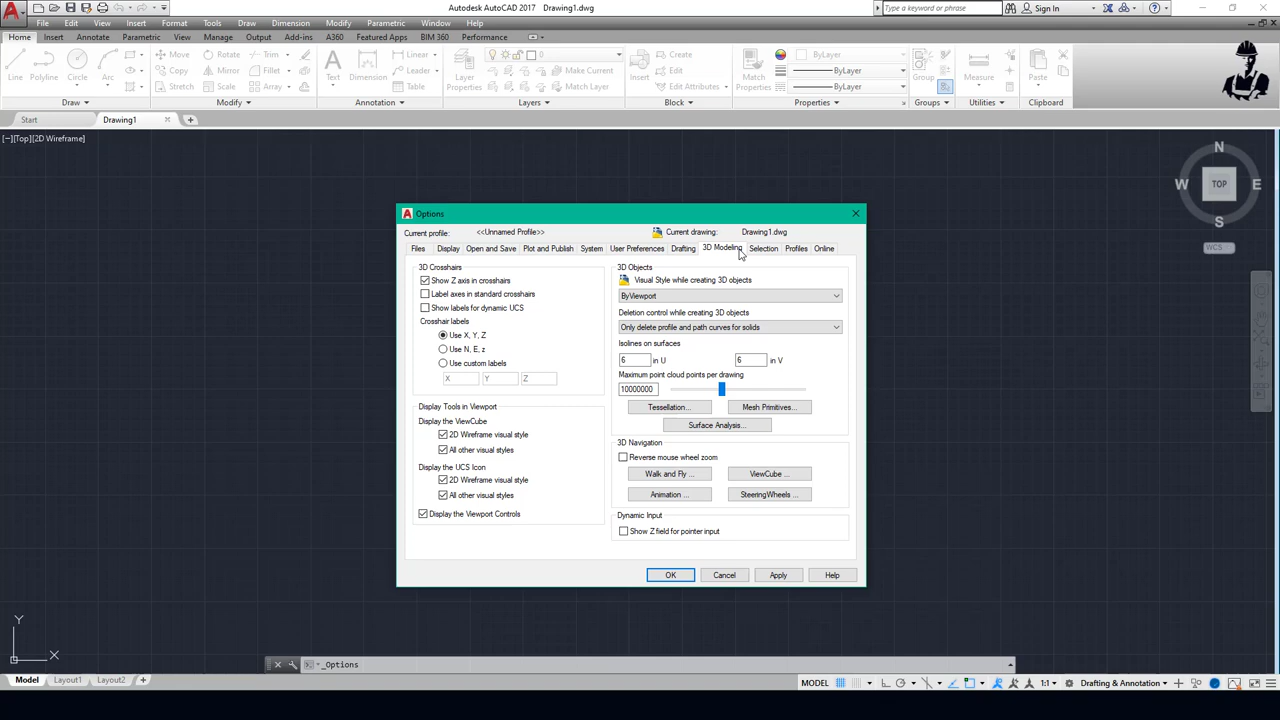 Autodesk AutoCAD 2017 Drawing1.dwg
Type a keyword or phrase
Sign In
File Edit View Insert Format Tools Draw Dimension Modify Parametric Window Help
Home Insert Annotate Parametric View Manage Output Add-ins A360 Featured Apps BIM 360 Performance
Line Polyline Circle Arc
Move Rotate Trim
Copy Mirror Fillet
Stretch Scale Array
Text Dimension
Linear
Leader
Table
Layer Properties
0
Make Current
Match Layer
Insert
Create
Edit
Edit Attributes
Match Properties
ByLayer
ByLayer
ByLayer
Group
Measure
Paste
Draw Modify Annotation Layers Block Properties Groups Utilities Clipboard
Start Drawing1
[−][Top][2D Wireframe]
N
W TOP E
S
WCS
Options
Current profile: <<Unnamed Profile>> Current drawing: Drawing1.dwg
Files Display Open and Save Plot and Publish System User Preferences Drafting 3D Modeling Selection Profiles Online
3D Crosshairs
Show Z axis in crosshairs
Label axes in standard crosshairs
Show labels for dynamic UCS
Crosshair labels
Use X, Y, Z
Use N, E, z
Use custom labels
X Y Z
Display Tools in Viewport
Display the ViewCube
2D Wireframe visual style
All other visual styles
Display the UCS Icon
2D Wireframe visual style
All other visual styles
Display the Viewport Controls
3D Objects
Visual Style while creating 3D objects
ByViewport
Deletion control while creating 3D objects
Only delete profile and path curves for solids
Isolines on surfaces
6 in U 6 in V
Maximum point cloud points per drawing
10000000
Tessellation... Mesh Primitives...
Surface Analysis...
3D Navigation
Reverse mouse wheel zoom
Walk and Fly ... ViewCube ...
Animation ... SteeringWheels ...
Dynamic Input
Show Z field for pointer input
OK Cancel Apply Help
Y
X
_Options
Model Layout1 Layout2
MODEL 1:1 Drafting & Annotation